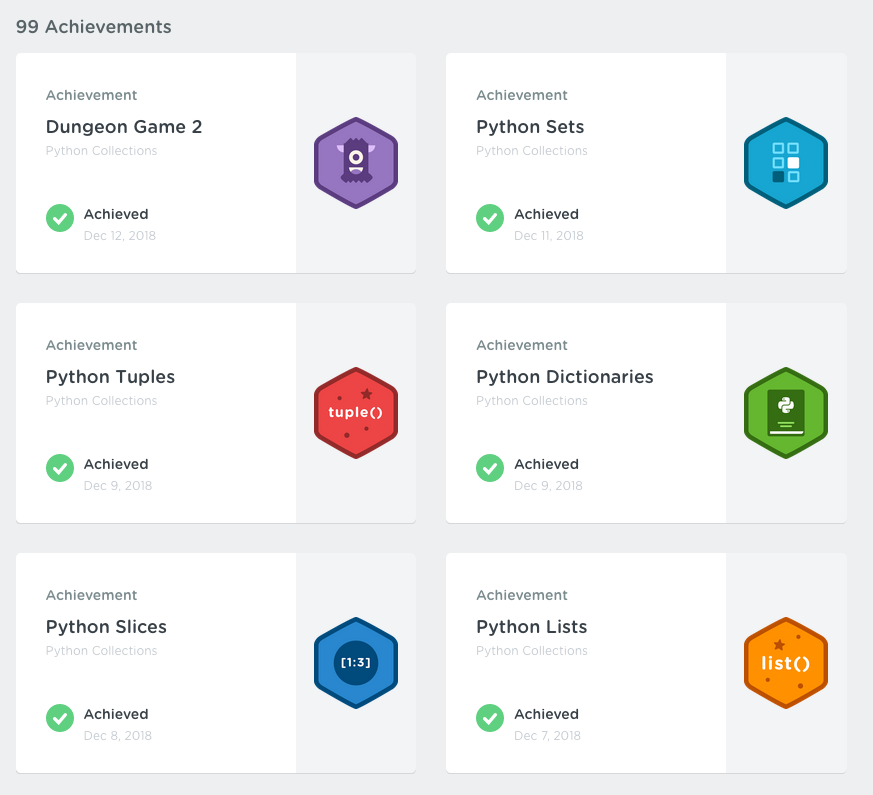 99 Achievements
Achievement
Dungeon Game 2
Python Collections
Achieved
Dec 12, 2018
Achievement
Python Sets
Python Collections
Achieved
Dec 11, 2018
Achievement
Python Tuples
Python Collections
tuple()
Achieved
Dec 9, 2018
Achievement
Python Dictionaries
Python Collections
Achieved
Dec 9, 2018
Achievement
Python Slices
Python Collections
[1:3]
Achieved
Dec 8, 2018
Achievement
Python Lists
Python Collections
list()
Achieved
Dec 7, 2018